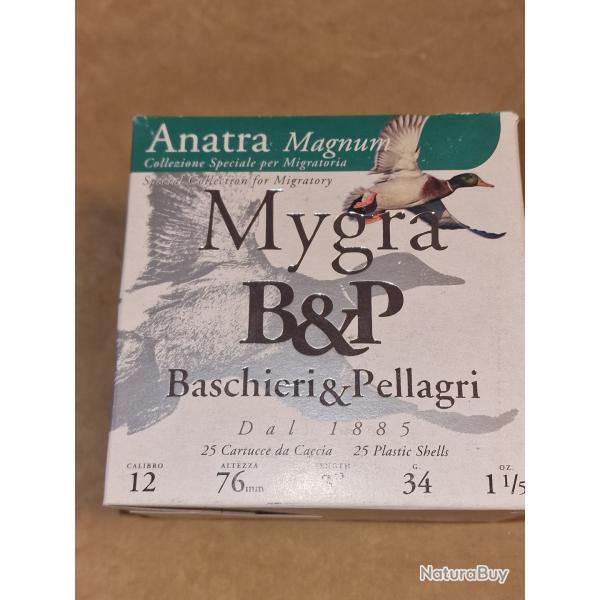 Anatra Magnum
Collezione Speciale per Migratoria
Special Collection for Migratory
Mygra
B&P
Baschieri & Pellagri
Dal 1885
25 Cartucce da Caccia 25 Plastic Shells
CALIBRO ALTEZZA LENGTH G. OZ.
12 76mm 34 1 1/5
NaturaBuy